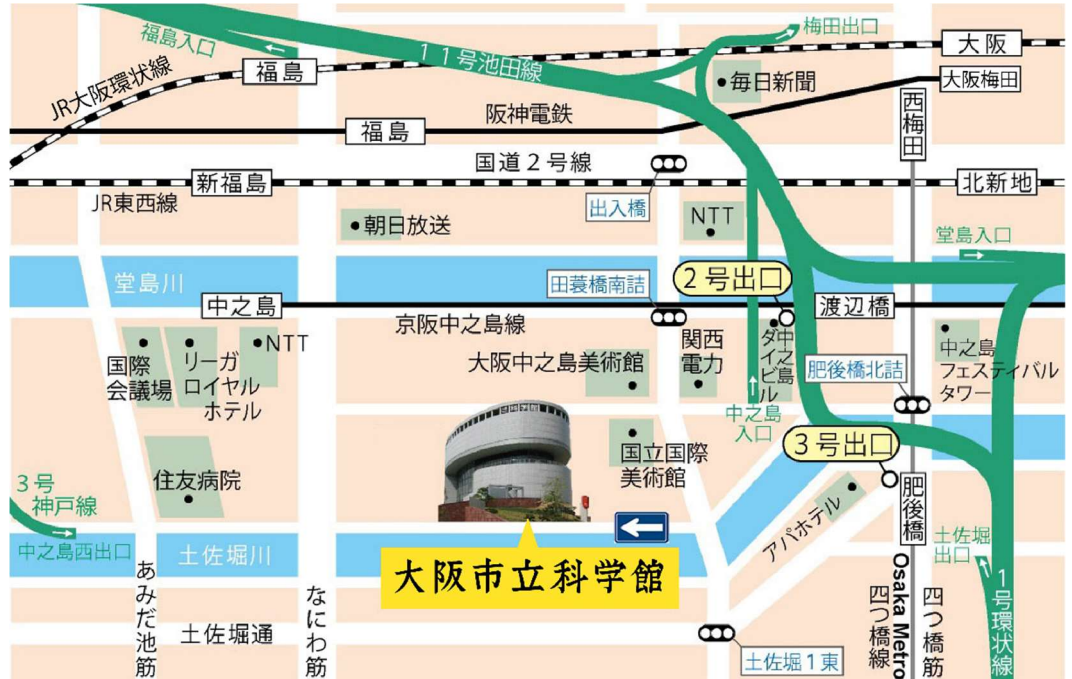 梅田出口
福島入口
大阪
11号池田線
福島
JR大阪環状線
毎日新聞
大阪梅田
阪神電鉄
福島
西梅田
国道2号線
新福島
北新地
JR東西線
出入橋
NTT
朝日放送
堂島入口
堂島川
田蓑橋南詰
2号出口
中之島
渡辺橋
京阪中之島線
国際
会議場
リーガ
ロイヤル
ホテル
NTT
大阪中之島美術館
関西
電力
中之島
ダイビル
肥後橋北詰
中之島
フェスティバル
タワー
中之島
入口
国立国際
美術館
3号出口
住友病院
3号
神戸線
肥後橋
アパホテル
中之島西出口
土佐堀川
土佐堀
出口
大阪市立科学館
あみだ池筋
なにわ筋
Osaka Metro
四つ橋線
四つ橋筋
1号環状線
土佐堀通
土佐堀1東